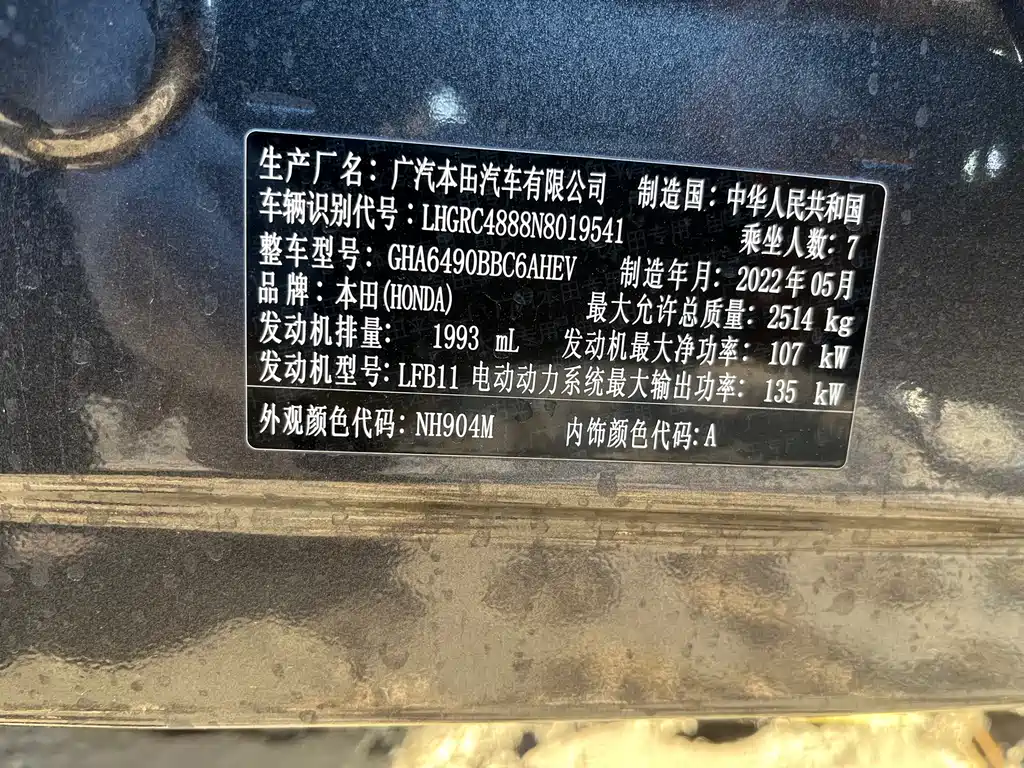 生产厂名：广汽本田汽车有限公司 制造国：中华人民共和国
车辆识别代号：LHGRC4888N8019541 乘坐人数：7
整车型号：GHA6490BBC6AHEV 制造年月：2022年05月
品牌：本田(HONDA) 最大允许总质量：2514 kg
发动机排量： 1993 mL 发动机最大净功率：107 kW
发动机型号：LFB11 电动动力系统最大输出功率：135 kW
外观颜色代码：NH904M 内饰颜色代码：A